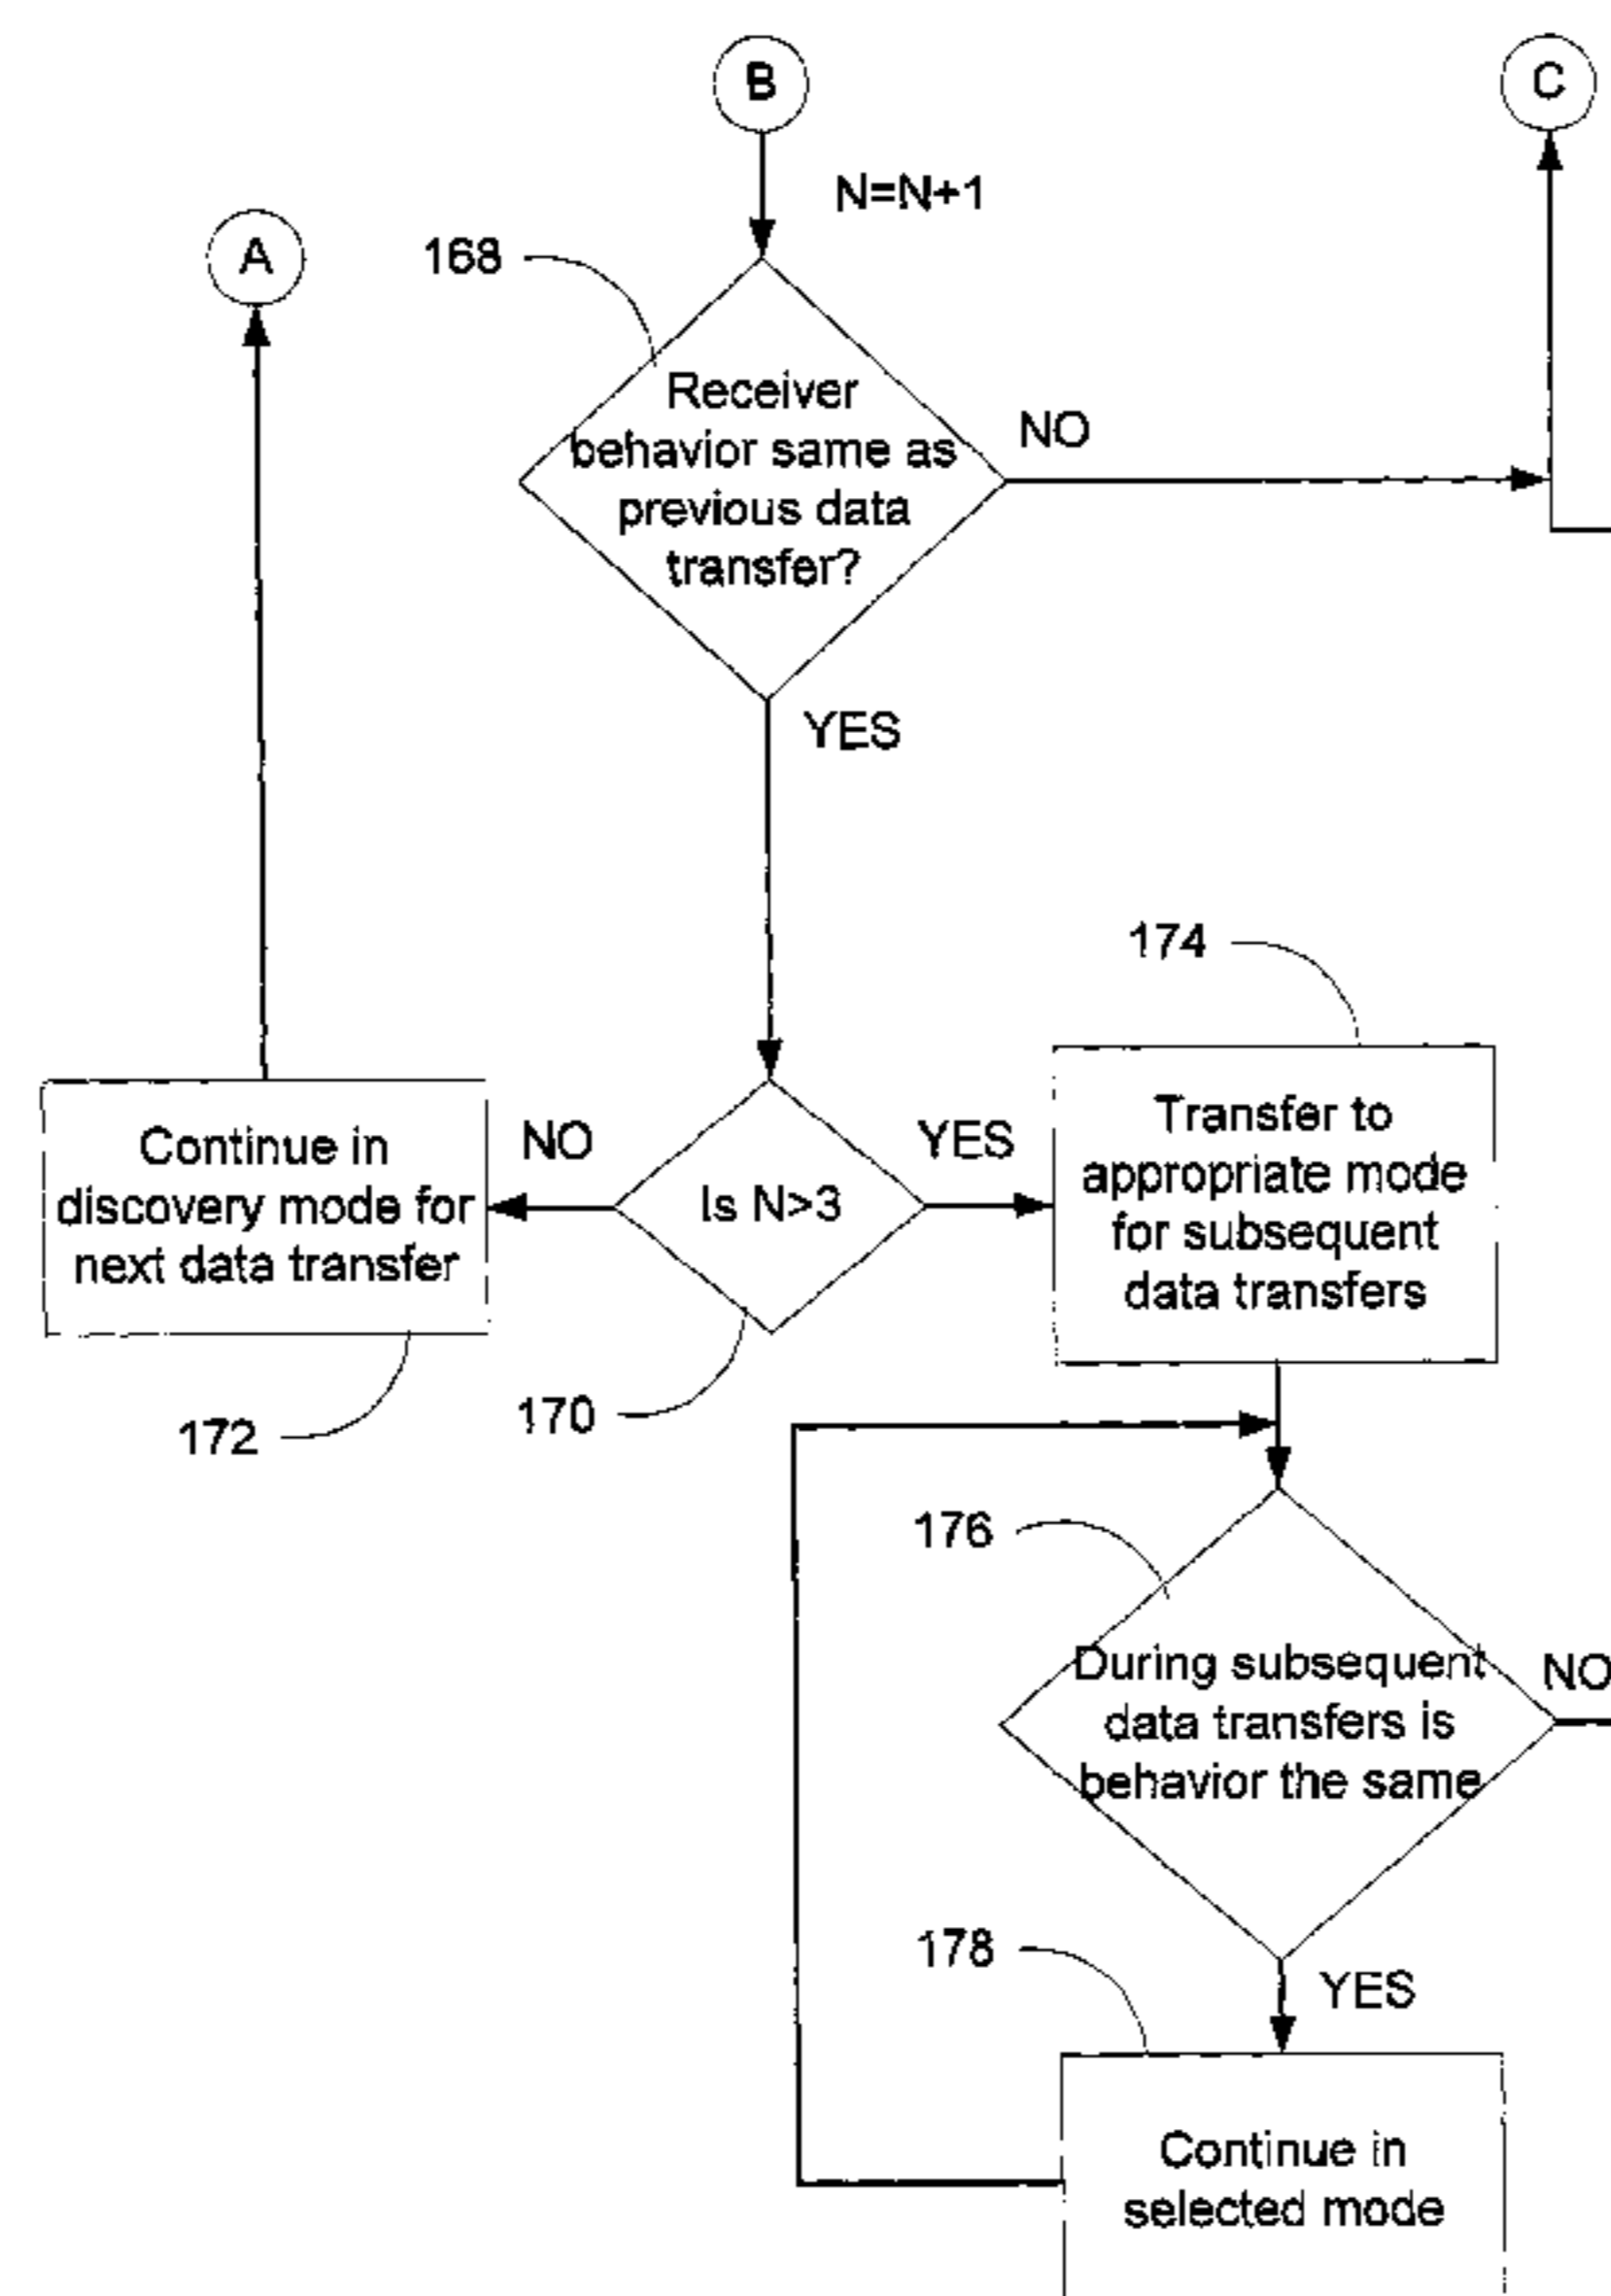 B
C
N=N+1
A
168
Receiver
behavior same as
previous data
transfer?
NO
YES
174
Continue in
discovery mode for
next data transfer
NO
Is N>3
YES
Transfer to
appropriate mode
for subsequent
data transfers
172
170
176
During subsequent
data transfers is
behavior the same
NO
178
YES
Continue in
selected mode